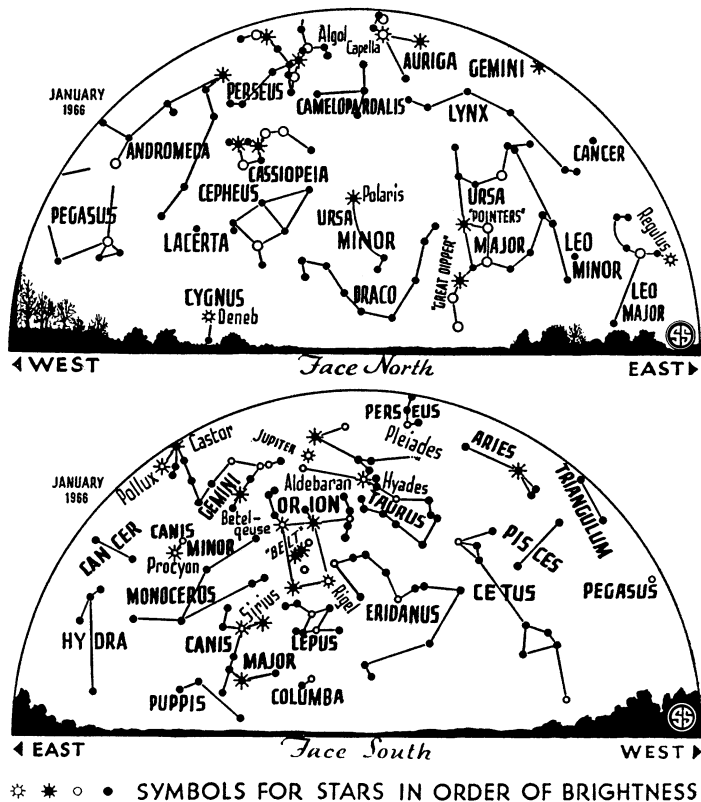 Algol
Capella
AURIGA
GEMINI
JANUARY
1966
PERSEUS
CAMELOPARDALIS
LYNX
ANDROMEDA
CASSIOPEIA
CANCER
CEPHEUS
Polaris
URSA
MINOR
URSA
"POINTERS"
MAJOR
PEGASUS
LACERTA
"GREAT DIPPER"
LEO
MINOR
Regulus
DRACO
LEO
MAJOR
CYGNUS
Deneb
SS
◄ WEST
Face North
EAST ►
PERSEUS
Castor
JUPITER
Pleiades
ARIES
Pollux
JANUARY
1966
GEMINI
Aldebaran
Hyades
TRIANGULUM
ORION
TAURUS
Betel-
geuse
CANCER
CANIS
MINOR
Procyon
"BELT"
PISCES
MONOCERUS
Sirius
Rigel
ERIDANUS
CETUS
PEGASUS
HYDRA
CANIS
MAJOR
LEPUS
PUPPIS
COLUMBA
SS
◄ EAST
Face South
WEST ►
SYMBOLS FOR STARS IN ORDER OF BRIGHTNESS